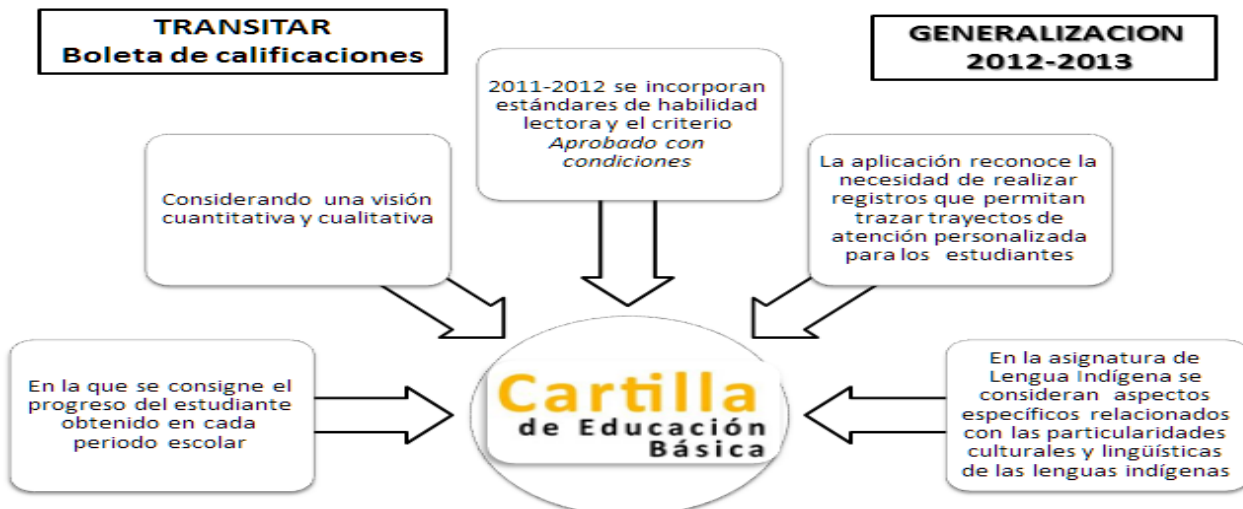 TRANSITAR
Boleta de calificaciones
GENERALIZACION
2012-2013
2011-2012 se incorporan
estándares de habilidad
lectora y el criterio
Aprobado con
condiciones
Considerando una visión
cuantitativa y cualitativa
La aplicación reconoce la
necesidad de realizar
registros que permitan
trazar trayectos de
atención personalizada
para los estudiantes
En la que se consigne el
progreso del estudiante
obtenido en cada
periodo escolar
Cartilla
de Educación
Básica
En la asignatura de
Lengua Indígena se
consideran aspectos
específicos relacionados
con las particularidades
culturales y lingüísticas
de las lenguas indígenas